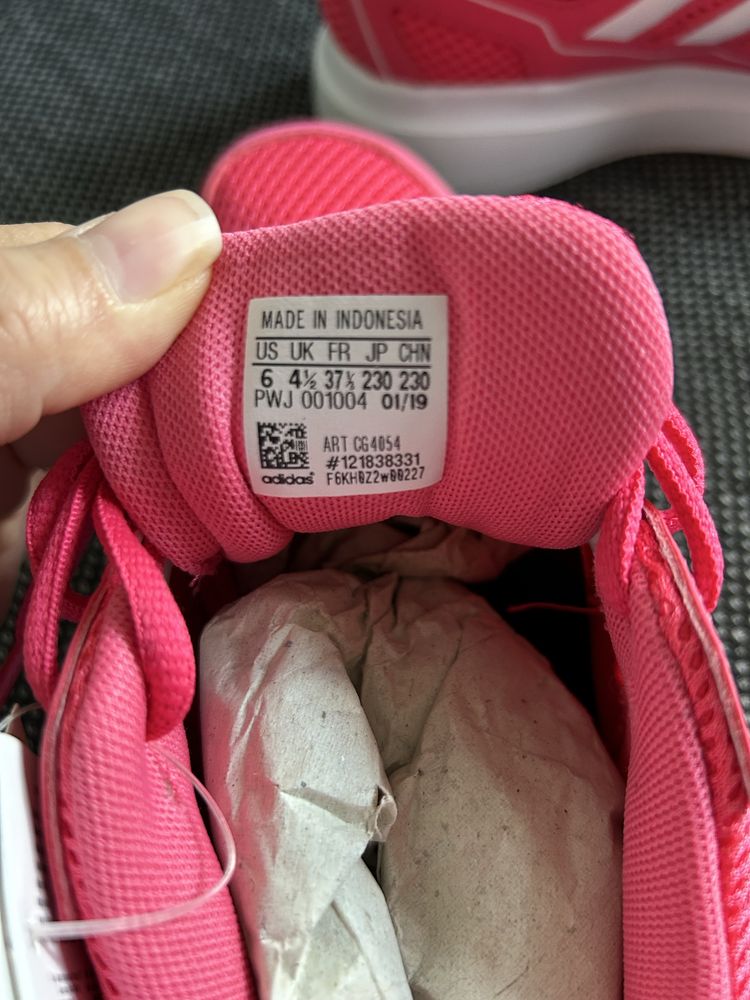 MADE IN INDONESIA
US UK FR JP CHN
6 4½ 37⅓ 230 230
PWJ 001004 01/19
ART CG4054
#121838331
adidas F6KH0Z2w00227